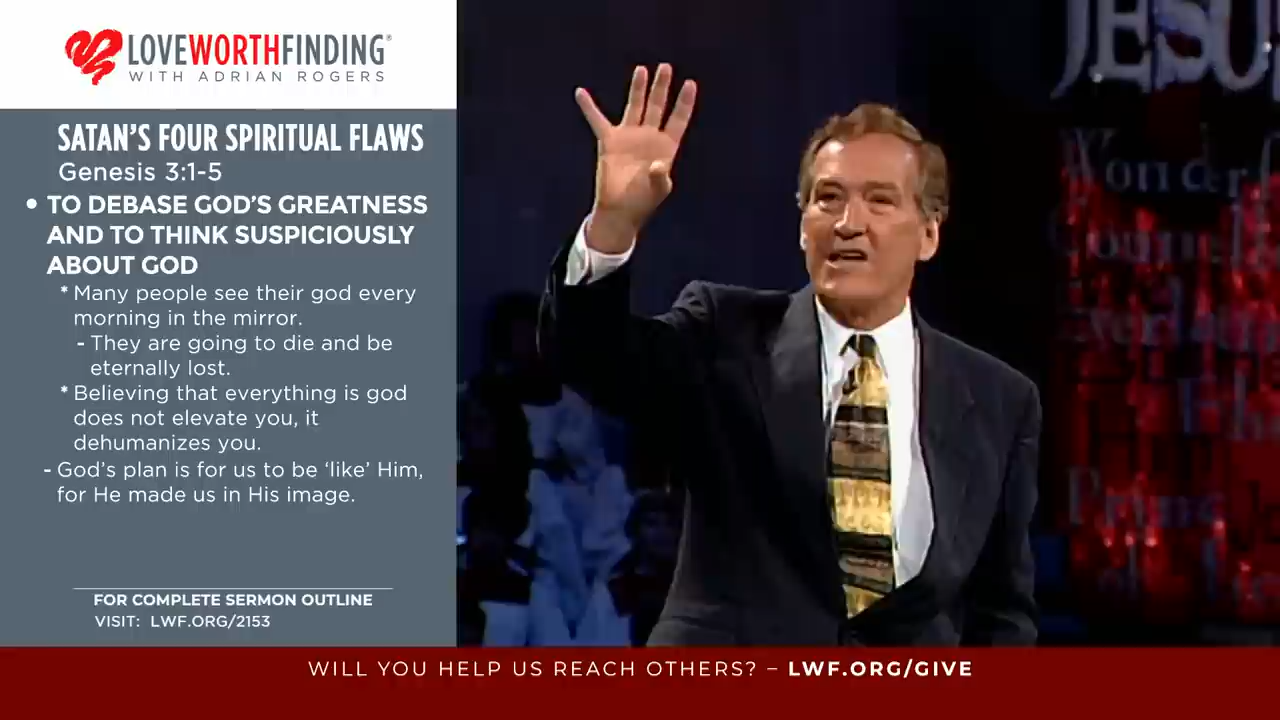 LOVEWORTHFINDING®
WITH ADRIAN ROGERS
SATAN'S FOUR SPIRITUAL FLAWS
Genesis 3:1-5
• TO DEBASE GOD'S GREATNESS
AND TO THINK SUSPICIOUSLY
ABOUT GOD
* Many people see their god every
morning in the mirror.
- They are going to die and be
eternally lost.
* Believing that everything is god
does not elevate you, it
dehumanizes you.
- God's plan is for us to be 'like' Him,
for He made us in His image.
FOR COMPLETE SERMON OUTLINE
VISIT: LWF.ORG/2153
JESUS
WILL YOU HELP US REACH OTHERS? – LWF.ORG/GIVE